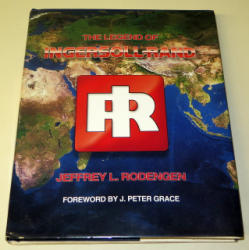 THE LEGEND OF
INGERSOLL-RAND
IR
JEFFREY L. RODENGEN
FOREWORD BY J. PETER GRACE